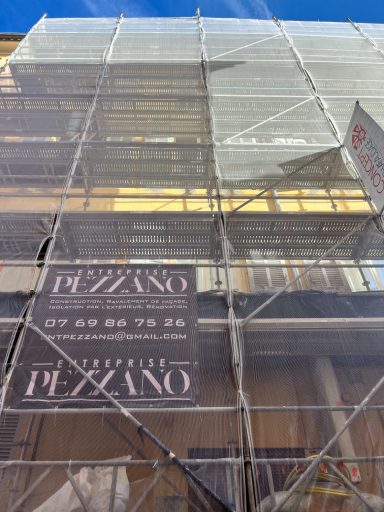 ENTREPRISE
PEZZANO
CONSTRUCTION, RAVALEMENT DE FAÇADE,
ISOLATION PAR L'EXTERIEUR, RÉNOVATION
07 69 86 75 26
NTPEZZANO@GMAIL.COM
ENTREPRISE
PEZZANO